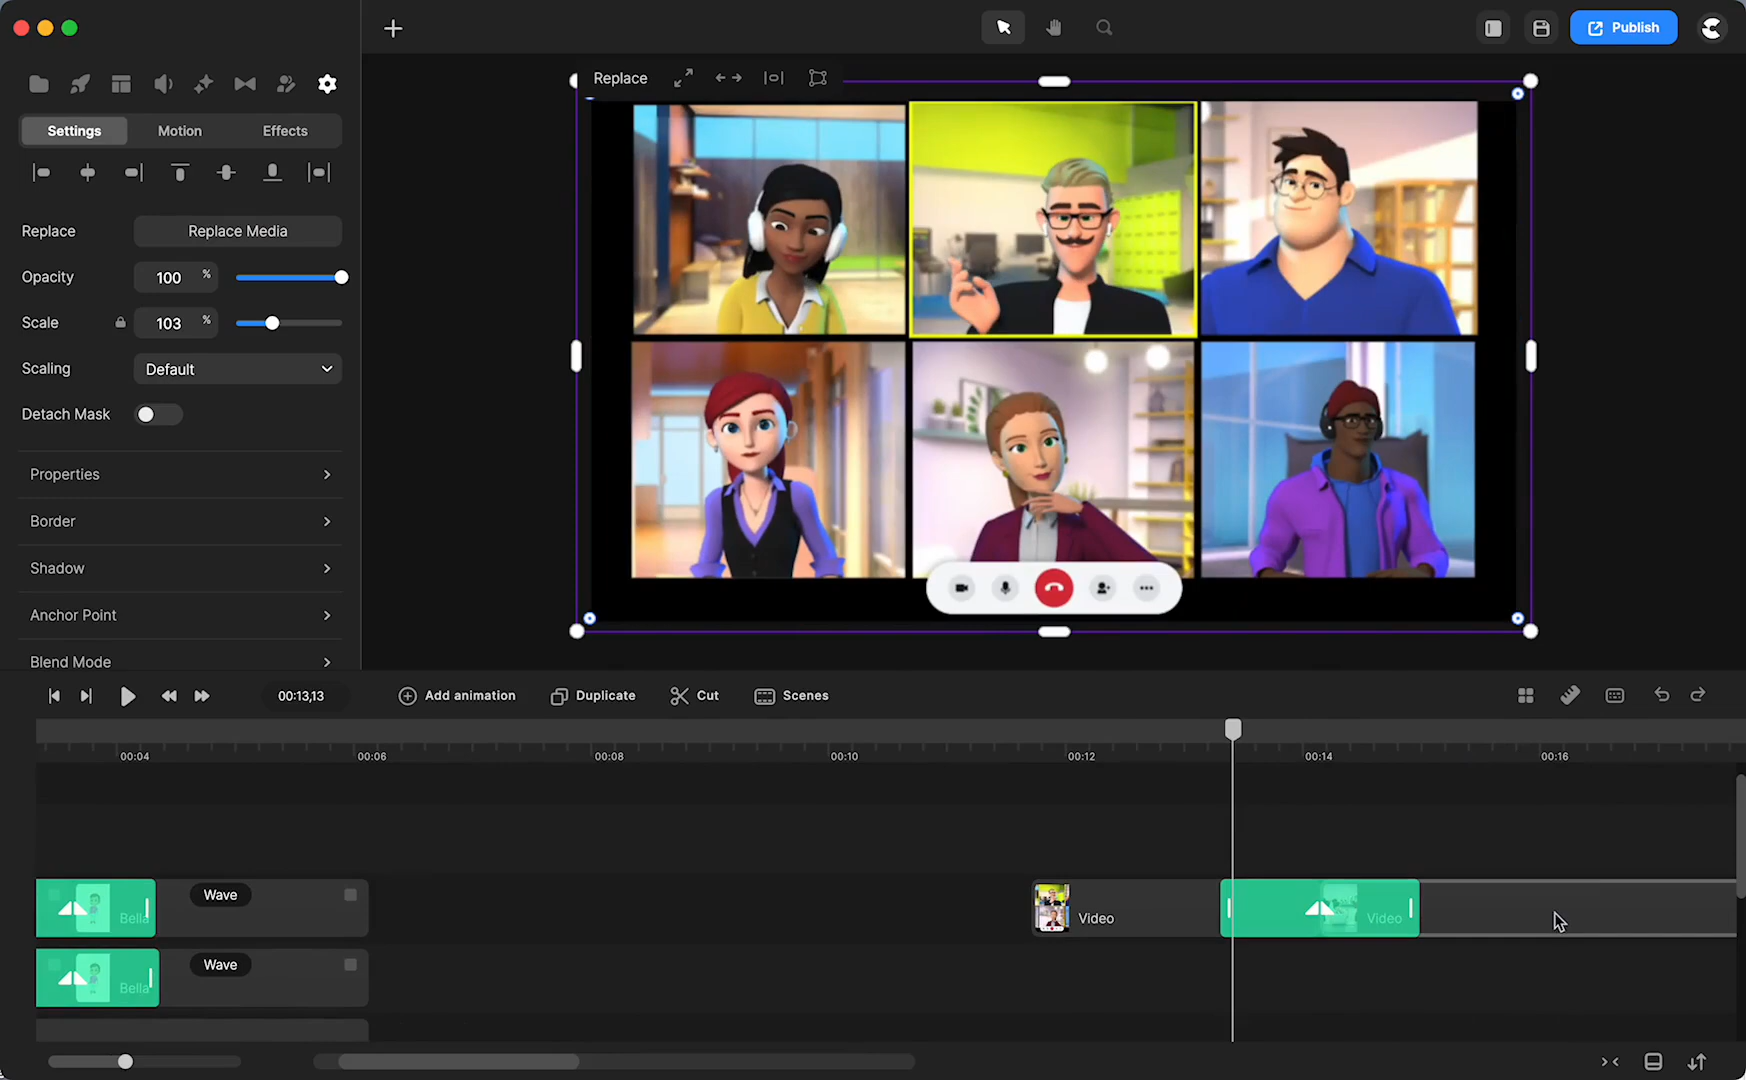 Publish
Replace
Settings
Motion
Effects
Replace
Replace Media
Opacity
100 %
Scale
103 %
Scaling
Default
Detach Mask
Properties
Border
Shadow
Anchor Point
Blend Mode
00:13,13
Add animation
Duplicate
Cut
Scenes
00:04
00:06
00:08
00:10
00:12
00:14
00:16
Bella
Wave
Video
Video
Bella
Wave